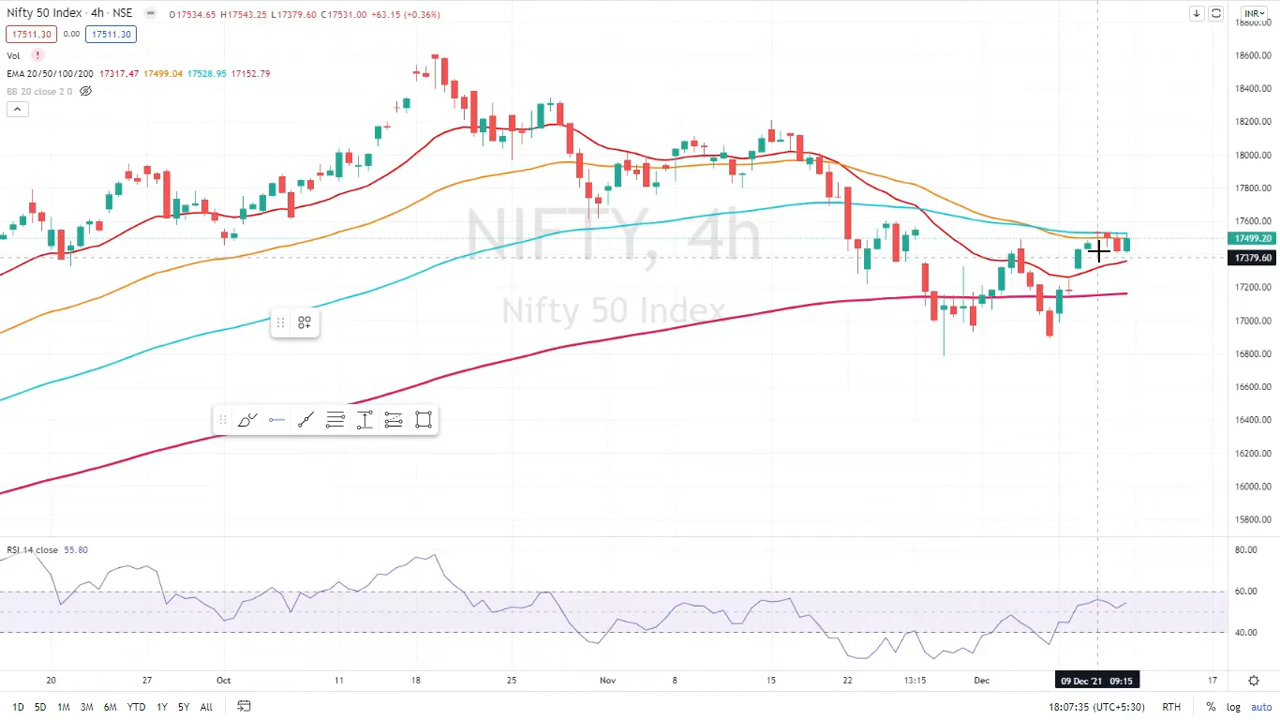 Nifty 50 Index · 4h · NSE O17534.65 H17543.25 L17379.60 C17531.00 +63.15 (+0.36%) INR
17511.30 0.00 17511.30
Vol
EMA 20/50/100/200 17317.47 17499.04 17528.95 17152.79
BB 20 close 2 0
NIFTY, 4h
Nifty 50 Index
18800.00
18600.00
18400.00
18200.00
18000.00
17800.00
17600.00
17499.20
17379.60
17200.00
17000.00
16800.00
16600.00
16400.00
16200.00
16000.00
15800.00
RSI 14 close 55.80
80.00
60.00
40.00
20 27 Oct 11 18 25 Nov 8 15 22 13:15 Dec 09 Dec '21 09:15 17
1D 5D 1M 3M 6M YTD 1Y 5Y All 18:07:35 (UTC+5:30) RTH % log auto